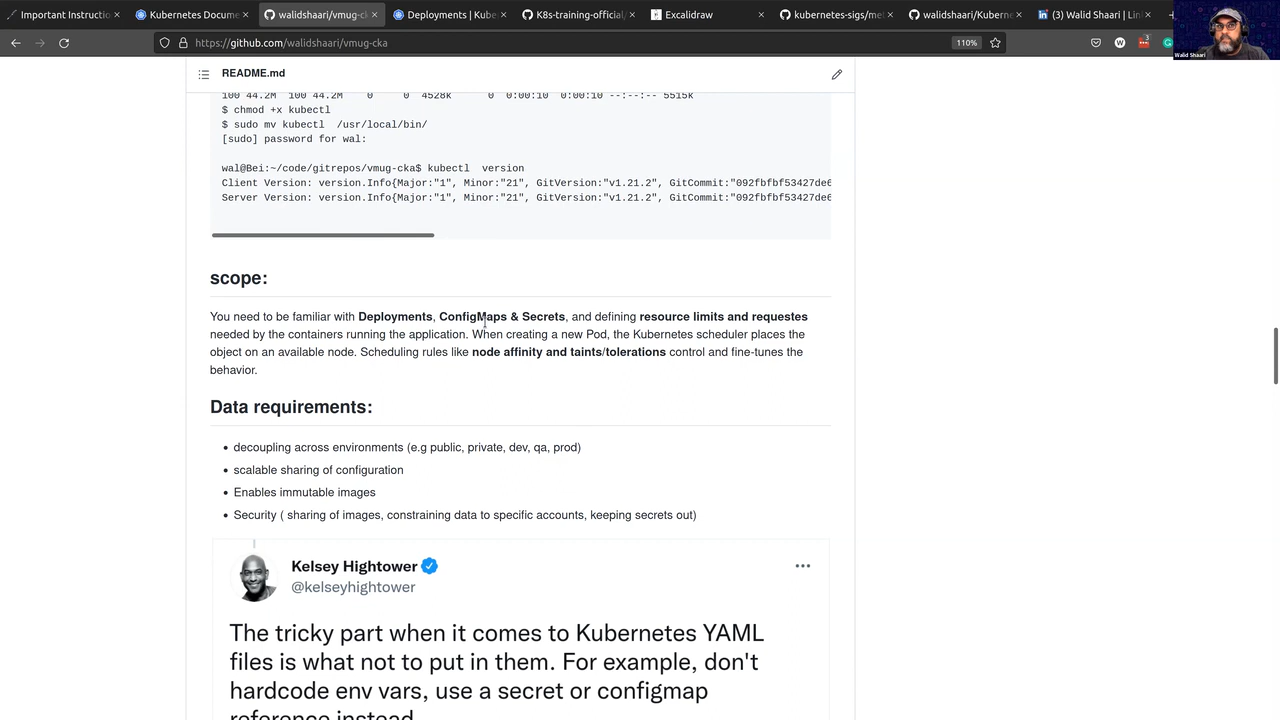 Important Instructio
Kubernetes Docume
walidshaari/vmug-cka
Deployments | Kube
K8s-training-official/
Excalidraw
kubernetes-sigs/met
walidshaari/Kubern
(3) Walid Shaari | Lin
https://github.com/walidshaari/vmug-cka
110%
Walid Shaari
README.md
100 44.2M 100 44.2M 0 0 4528k 0 0:00:10 0:00:10 --:--:-- 5515k
$ chmod +x kubectl
$ sudo mv kubectl /usr/local/bin/
[sudo] password for wal:
wal@Bei:~/code/gitrepos/vmug-cka$ kubectl version
Client Version: version.Info{Major:"1", Minor:"21", GitVersion:"v1.21.2", GitCommit:"092fbfbf53427de6
Server Version: version.Info{Major:"1", Minor:"21", GitVersion:"v1.21.2", GitCommit:"092fbfbf53427de6
scope:
You need to be familiar with Deployments, ConfigMaps & Secrets, and defining resource limits and requestes
needed by the containers running the application. When creating a new Pod, the Kubernetes scheduler places the
object on an available node. Scheduling rules like node affinity and taints/tolerations control and fine-tunes the
behavior.
Data requirements:
decoupling across environments (e.g public, private, dev, qa, prod)
scalable sharing of configuration
Enables immutable images
Security ( sharing of images, constraining data to specific accounts, keeping secrets out)
Kelsey Hightower
@kelseyhightower
The tricky part when it comes to Kubernetes YAML
files is what not to put in them. For example, don't
hardcode env vars, use a secret or configmap
reference instead